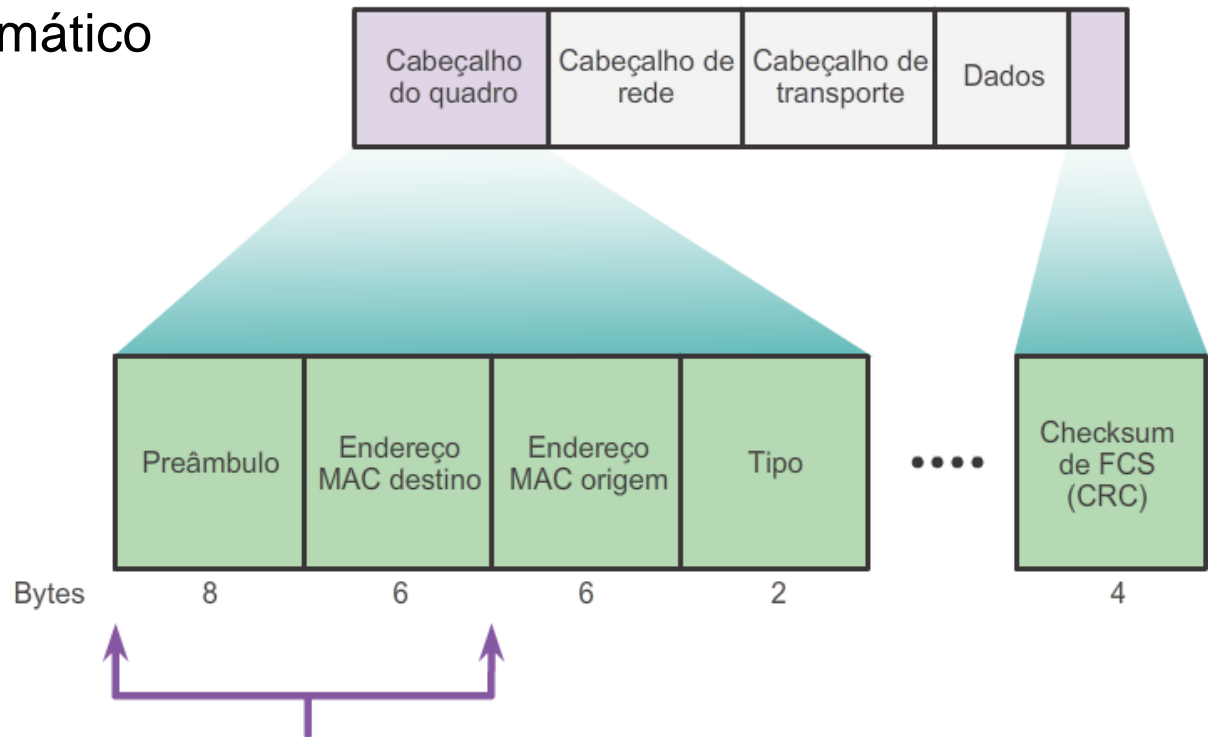 mático
Cabeçalho
do quadro
Cabeçalho de
rede
Cabeçalho de
transporte
Dados
Preâmbulo
Endereço
MAC destino
Endereço
MAC origem
Tipo
Checksum
de FCS
(CRC)
Bytes 8 6 6 2 4